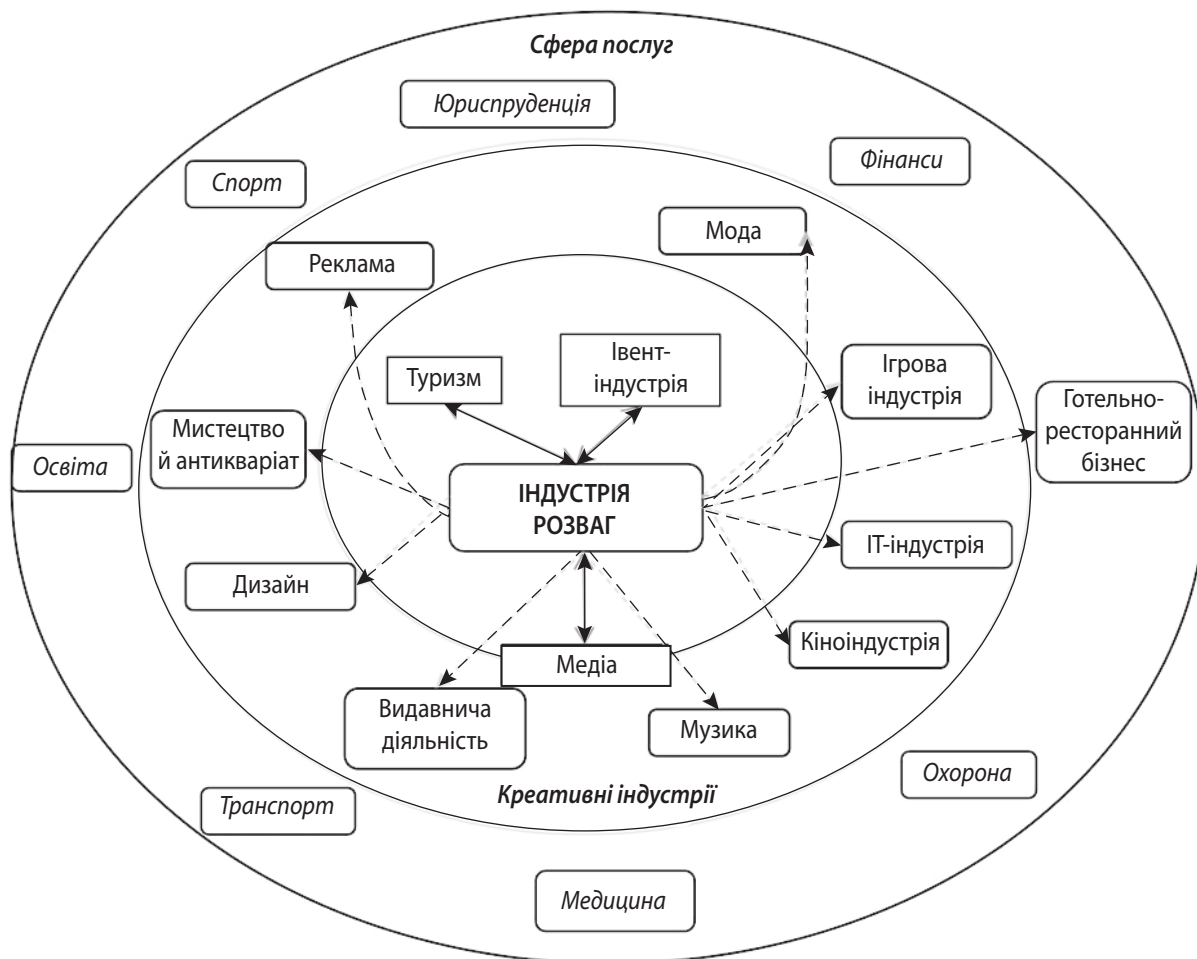 Сфера послуг
Юриспруденція
Фінанси
Спорт
Мода
Реклама
Івент-
індустрія
Туризм
Ігрова
індустрія
Готельно-
ресторанний
бізнес
Мистецтво
й антикваріат
Освіта
ІНДУСТРІЯ
РОЗВАГ
ІТ-індустрія
Дизайн
Кіноіндустрія
Медіа
Видавнича
діяльність
Музика
Охорона
Креативні індустрії
Транспорт
Медицина